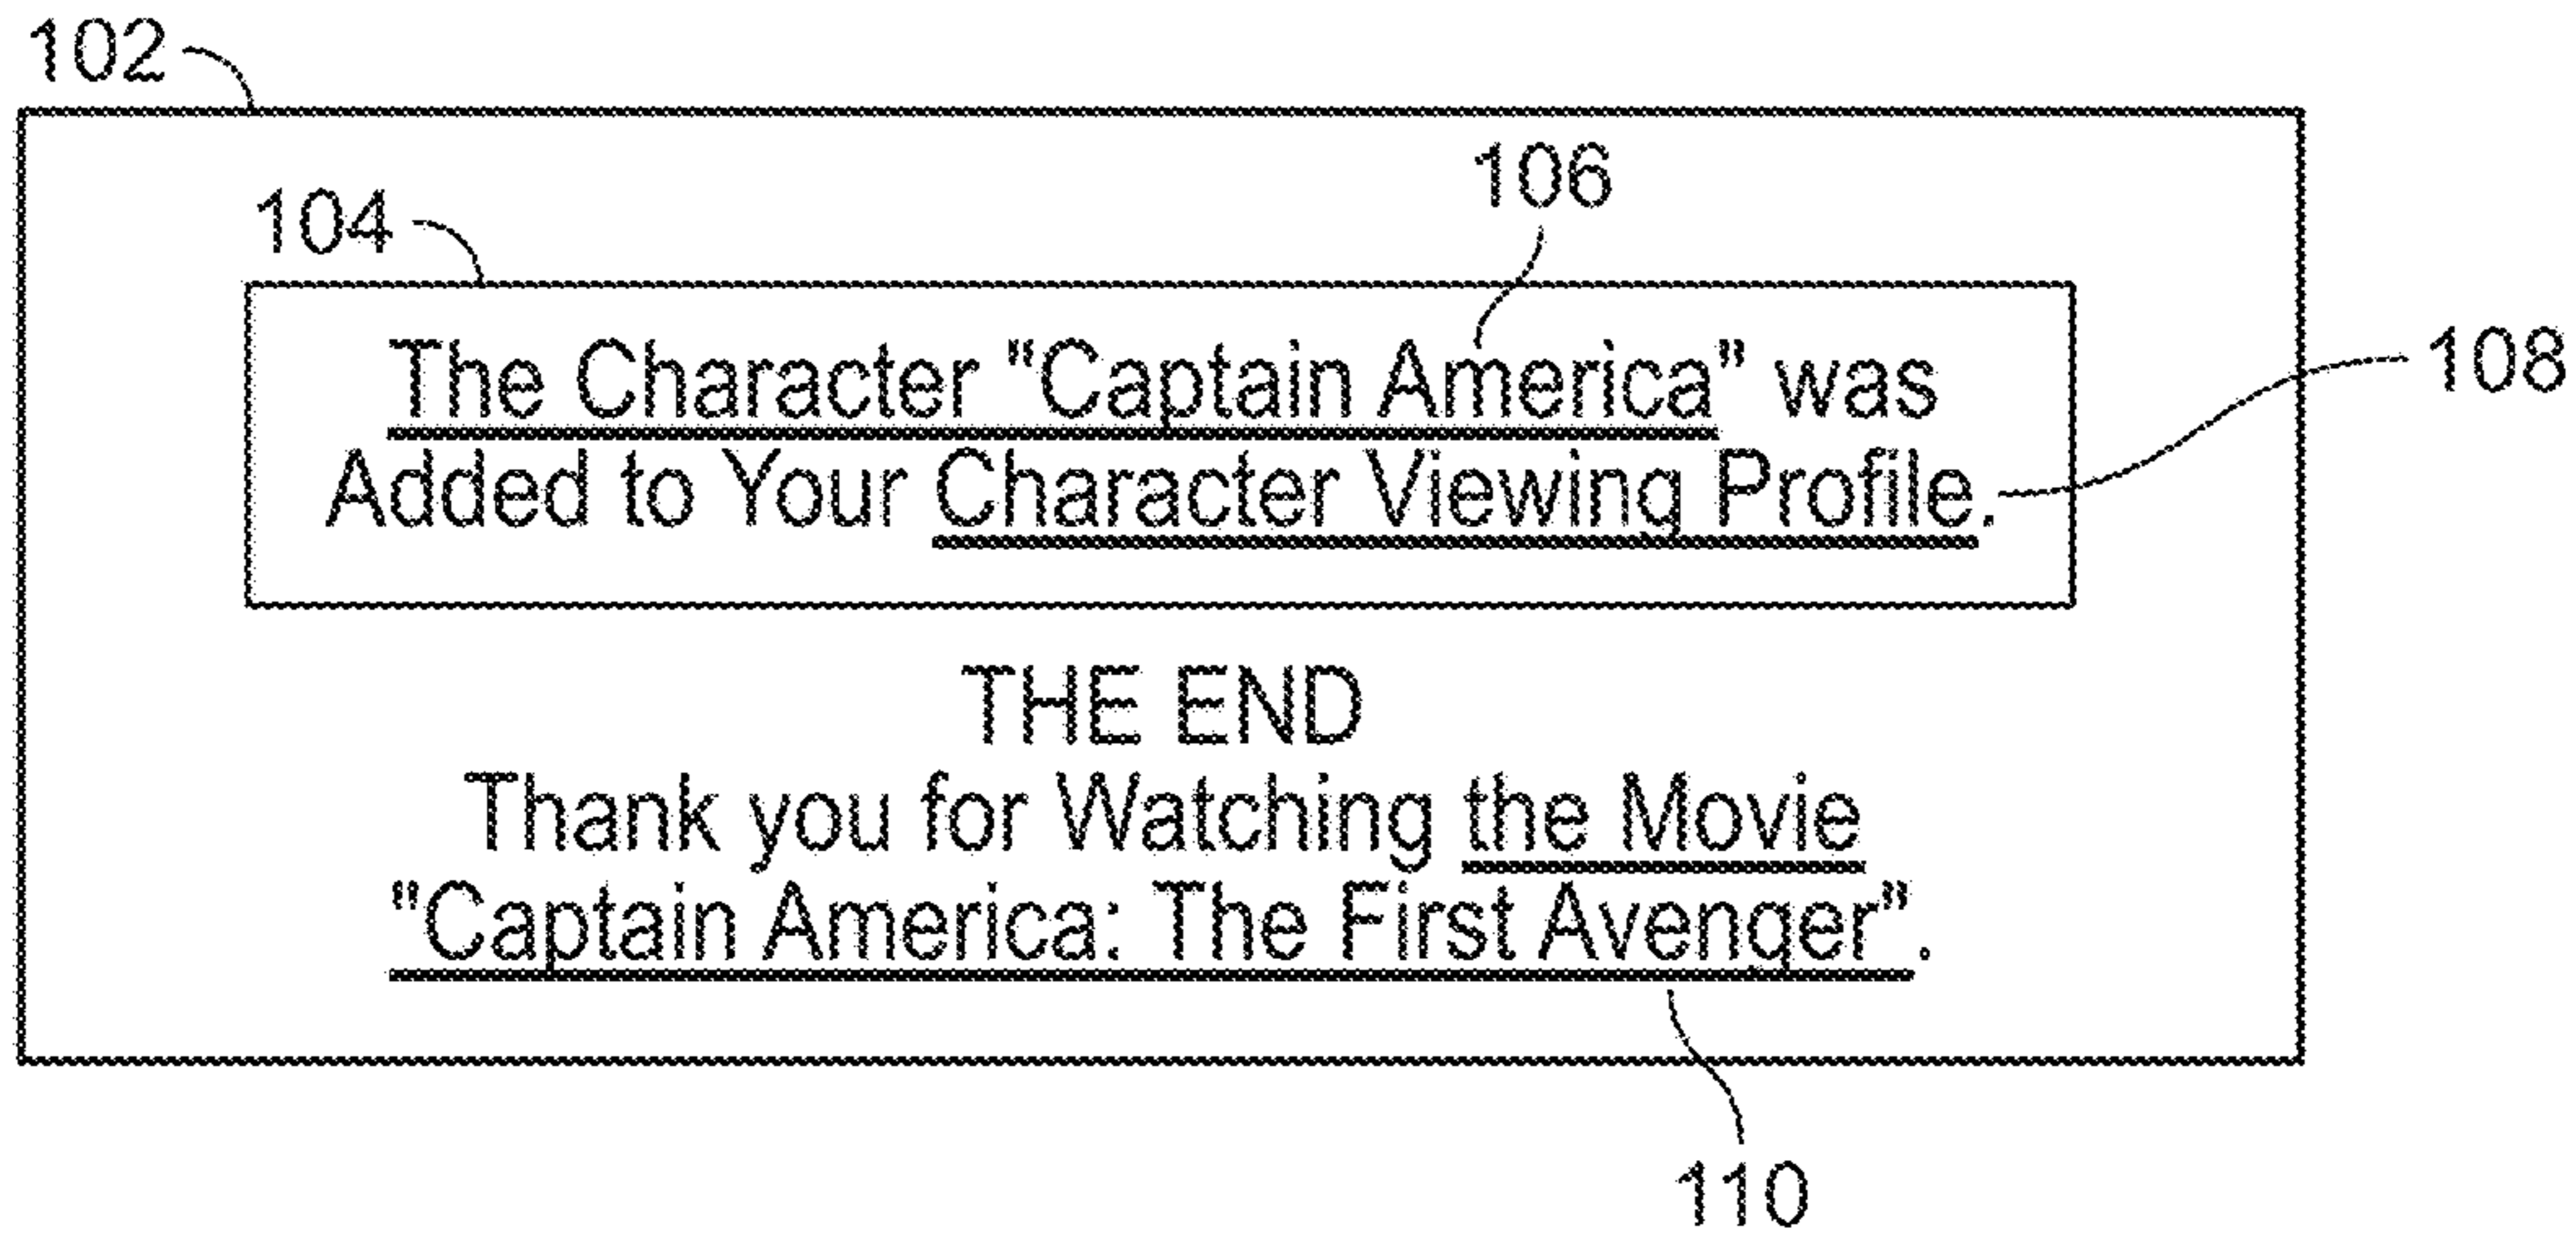 102
104
106
The Character "Captain America" was
108
Added to Your Character Viewing Profile.
THE END
Thank you for Watching the Movie
"Captain America: The First Avenger".
110